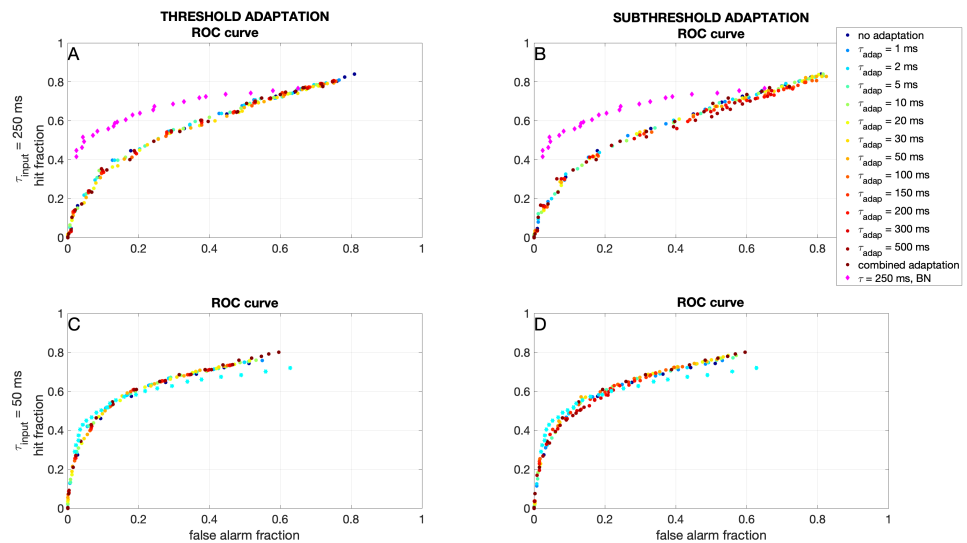 THRESHOLD ADAPTATION
ROC curve
A
1
0.8
0.6
0.4
0.2
0
0 0.2 0.4 0.6 0.8 1
τinput = 250 ms
hit fraction
SUBTHRESHOLD ADAPTATION
ROC curve
B
1
0.8
0.6
0.4
0.2
0
0 0.2 0.4 0.6 0.8
no adaptation
τadap = 1 ms
τadap = 2 ms
τadap = 5 ms
τadap = 10 ms
τadap = 20 ms
τadap = 30 ms
τadap = 50 ms
τadap = 100 ms
τadap = 150 ms
τadap = 200 ms
τadap = 300 ms
τadap = 500 ms
combined adaptation
τ = 250 ms, BN
ROC curve
C
1
0.8
0.6
0.4
0.2
0
0 0.2 0.4 0.6 0.8 1
τinput = 50 ms
hit fraction
false alarm fraction
ROC curve
D
1
0.8
0.6
0.4
0.2
0
0 0.2 0.4 0.6 0.8 1
false alarm fraction